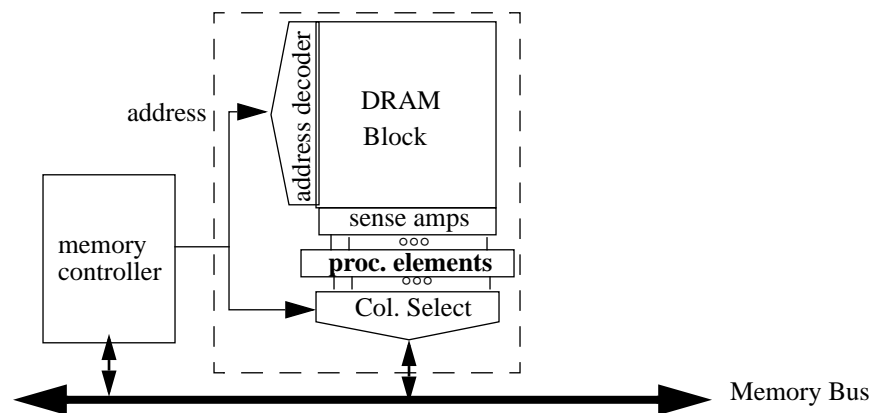 address decoder
DRAM
Block
address
sense amps
memory
controller
proc. elements
Col. Select
Memory Bus